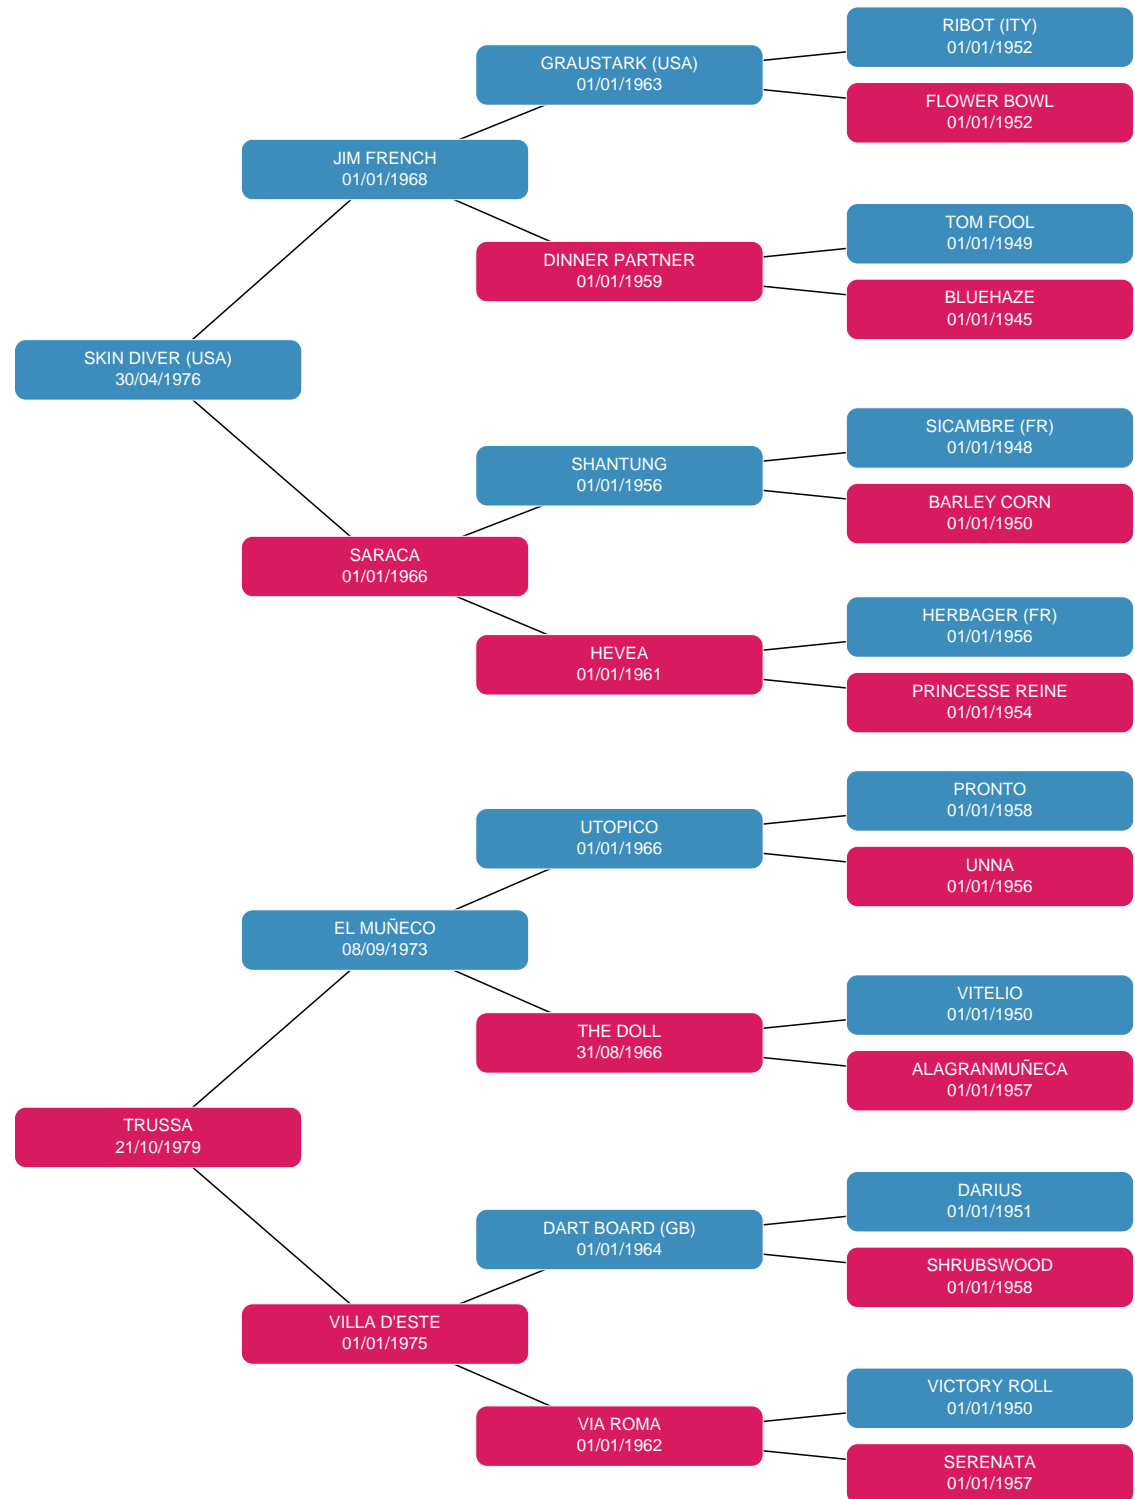 RIBOT (ITY)
01/01/1952
GRAUSTARK (USA)
01/01/1963
FLOWER BOWL
01/01/1952
JIM FRENCH
01/01/1968
TOM FOOL
01/01/1949
DINNER PARTNER
01/01/1959
BLUEHAZE
01/01/1945
SKIN DIVER (USA)
30/04/1976
SICAMBRE (FR)
01/01/1948
SHANTUNG
01/01/1956
BARLEY CORN
01/01/1950
SARACA
01/01/1966
HERBAGER (FR)
01/01/1956
HEVEA
01/01/1961
PRINCESSE REINE
01/01/1954
PRONTO
01/01/1958
UTOPICO
01/01/1966
UNNA
01/01/1956
EL MUÑECO
08/09/1973
VITELIO
01/01/1950
THE DOLL
31/08/1966
ALAGRANMUÑECA
01/01/1957
TRUSSA
21/10/1979
DARIUS
01/01/1951
DART BOARD (GB)
01/01/1964
SHRUBSWOOD
01/01/1958
VILLA D'ESTE
01/01/1975
VICTORY ROLL
01/01/1950
VIA ROMA
01/01/1962
SERENATA
01/01/1957